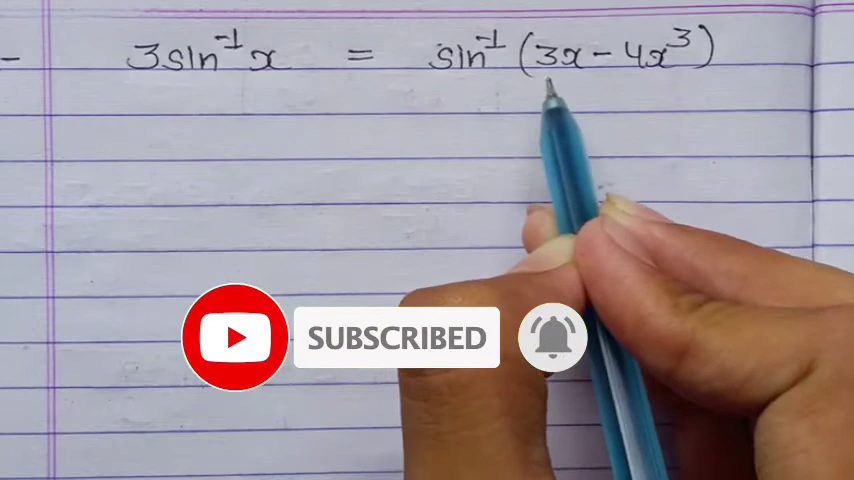 - 3sin⁻¹x = sin⁻¹(3x - 4x³)
SUBSCRIBED